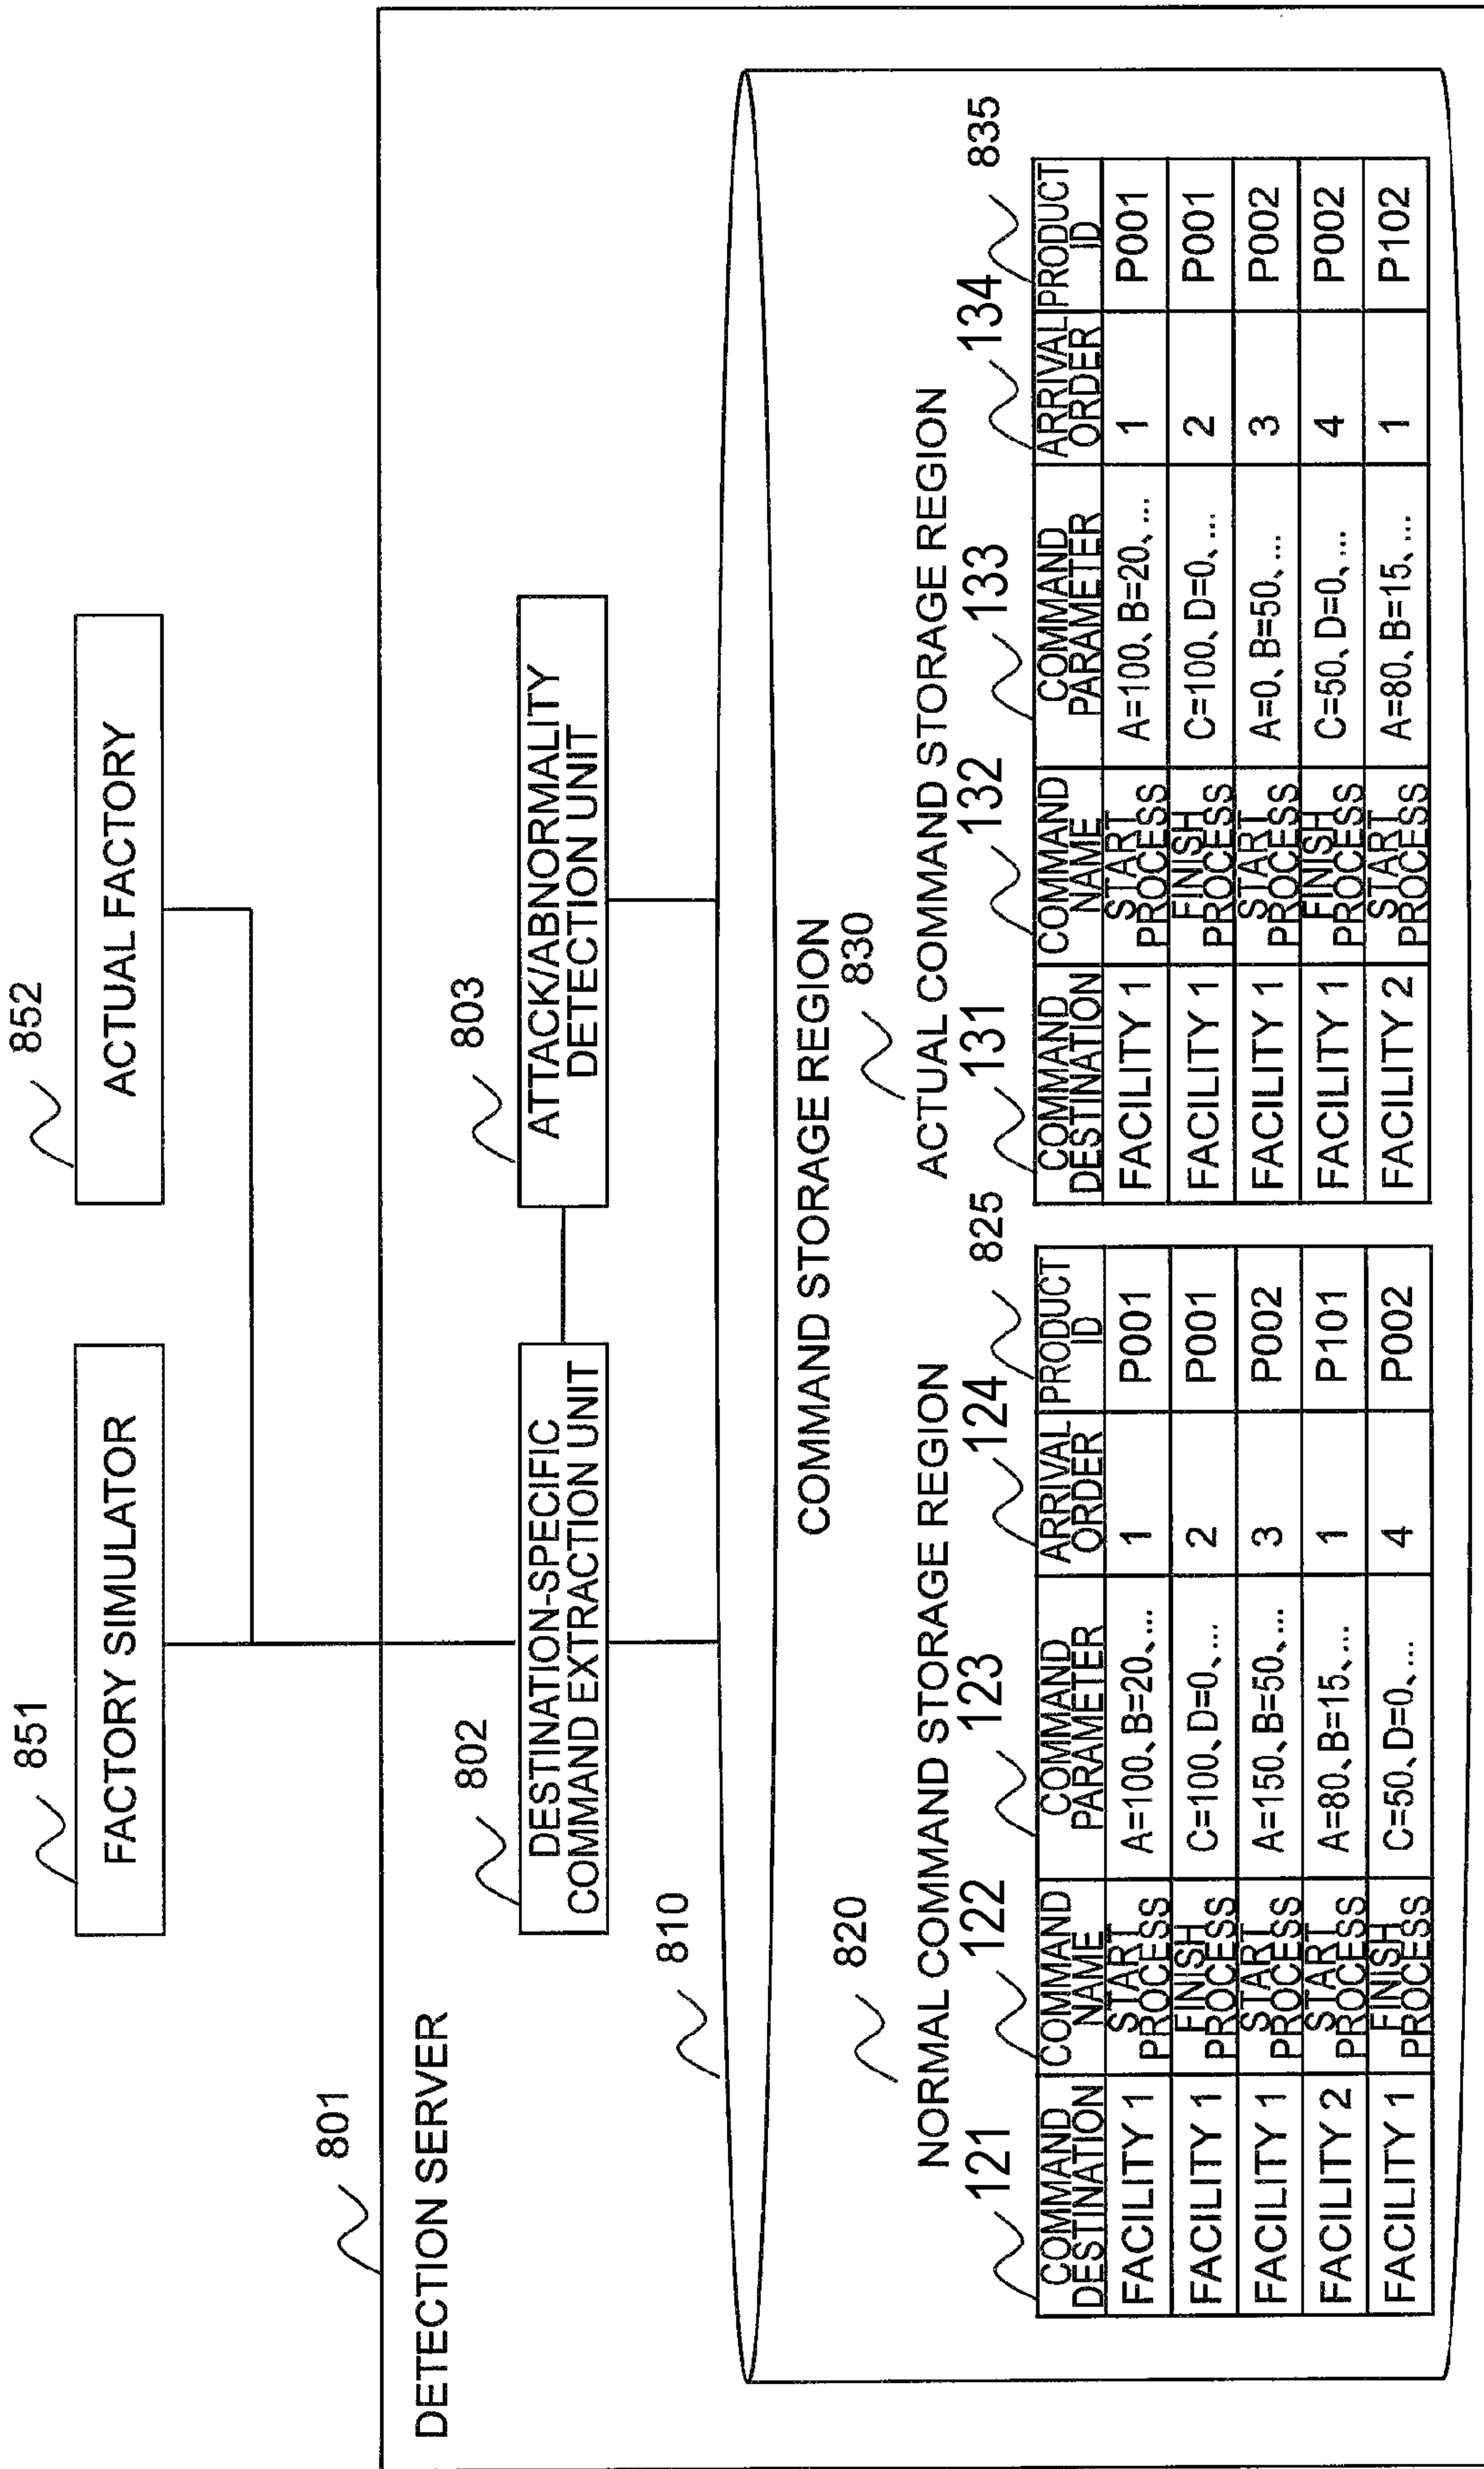 851
FACTORY SIMULATOR
852
ACTUAL FACTORY
801
DETECTION SERVER
802
DESTINATION-SPECIFIC
COMMAND EXTRACTION UNIT
803
ATTACK/ABNORMALITY
DETECTION UNIT
810
COMMAND STORAGE REGION
820
NORMAL COMMAND STORAGE REGION
121 122 123 124 825
COMMAND DESTINATION COMMAND NAME COMMAND PARAMETER ARRIVAL ORDER PRODUCT ID
FACILITY 1 START PROCESS A=100、B=20、... 1 P001
FACILITY 1 FINISH PROCESS C=100、D=0、... 2 P001
FACILITY 1 START PROCESS A=150、B=50、... 3 P002
FACILITY 2 START PROCESS A=80、B=15、... 1 P101
FACILITY 1 FINISH PROCESS C=50、D=0、... 4 P002
830
ACTUAL COMMAND STORAGE REGION
131 132 133 134 835
COMMAND DESTINATION COMMAND NAME COMMAND PARAMETER ARRIVAL ORDER PRODUCT ID
FACILITY 1 START PROCESS A=100、B=20、... 1 P001
FACILITY 1 FINISH PROCESS C=100、D=0、... 2 P001
FACILITY 1 START PROCESS A=0、B=50、... 3 P002
FACILITY 1 FINISH PROCESS C=50、D=0、... 4 P002
FACILITY 2 START PROCESS A=80、B=15、... 1 P102